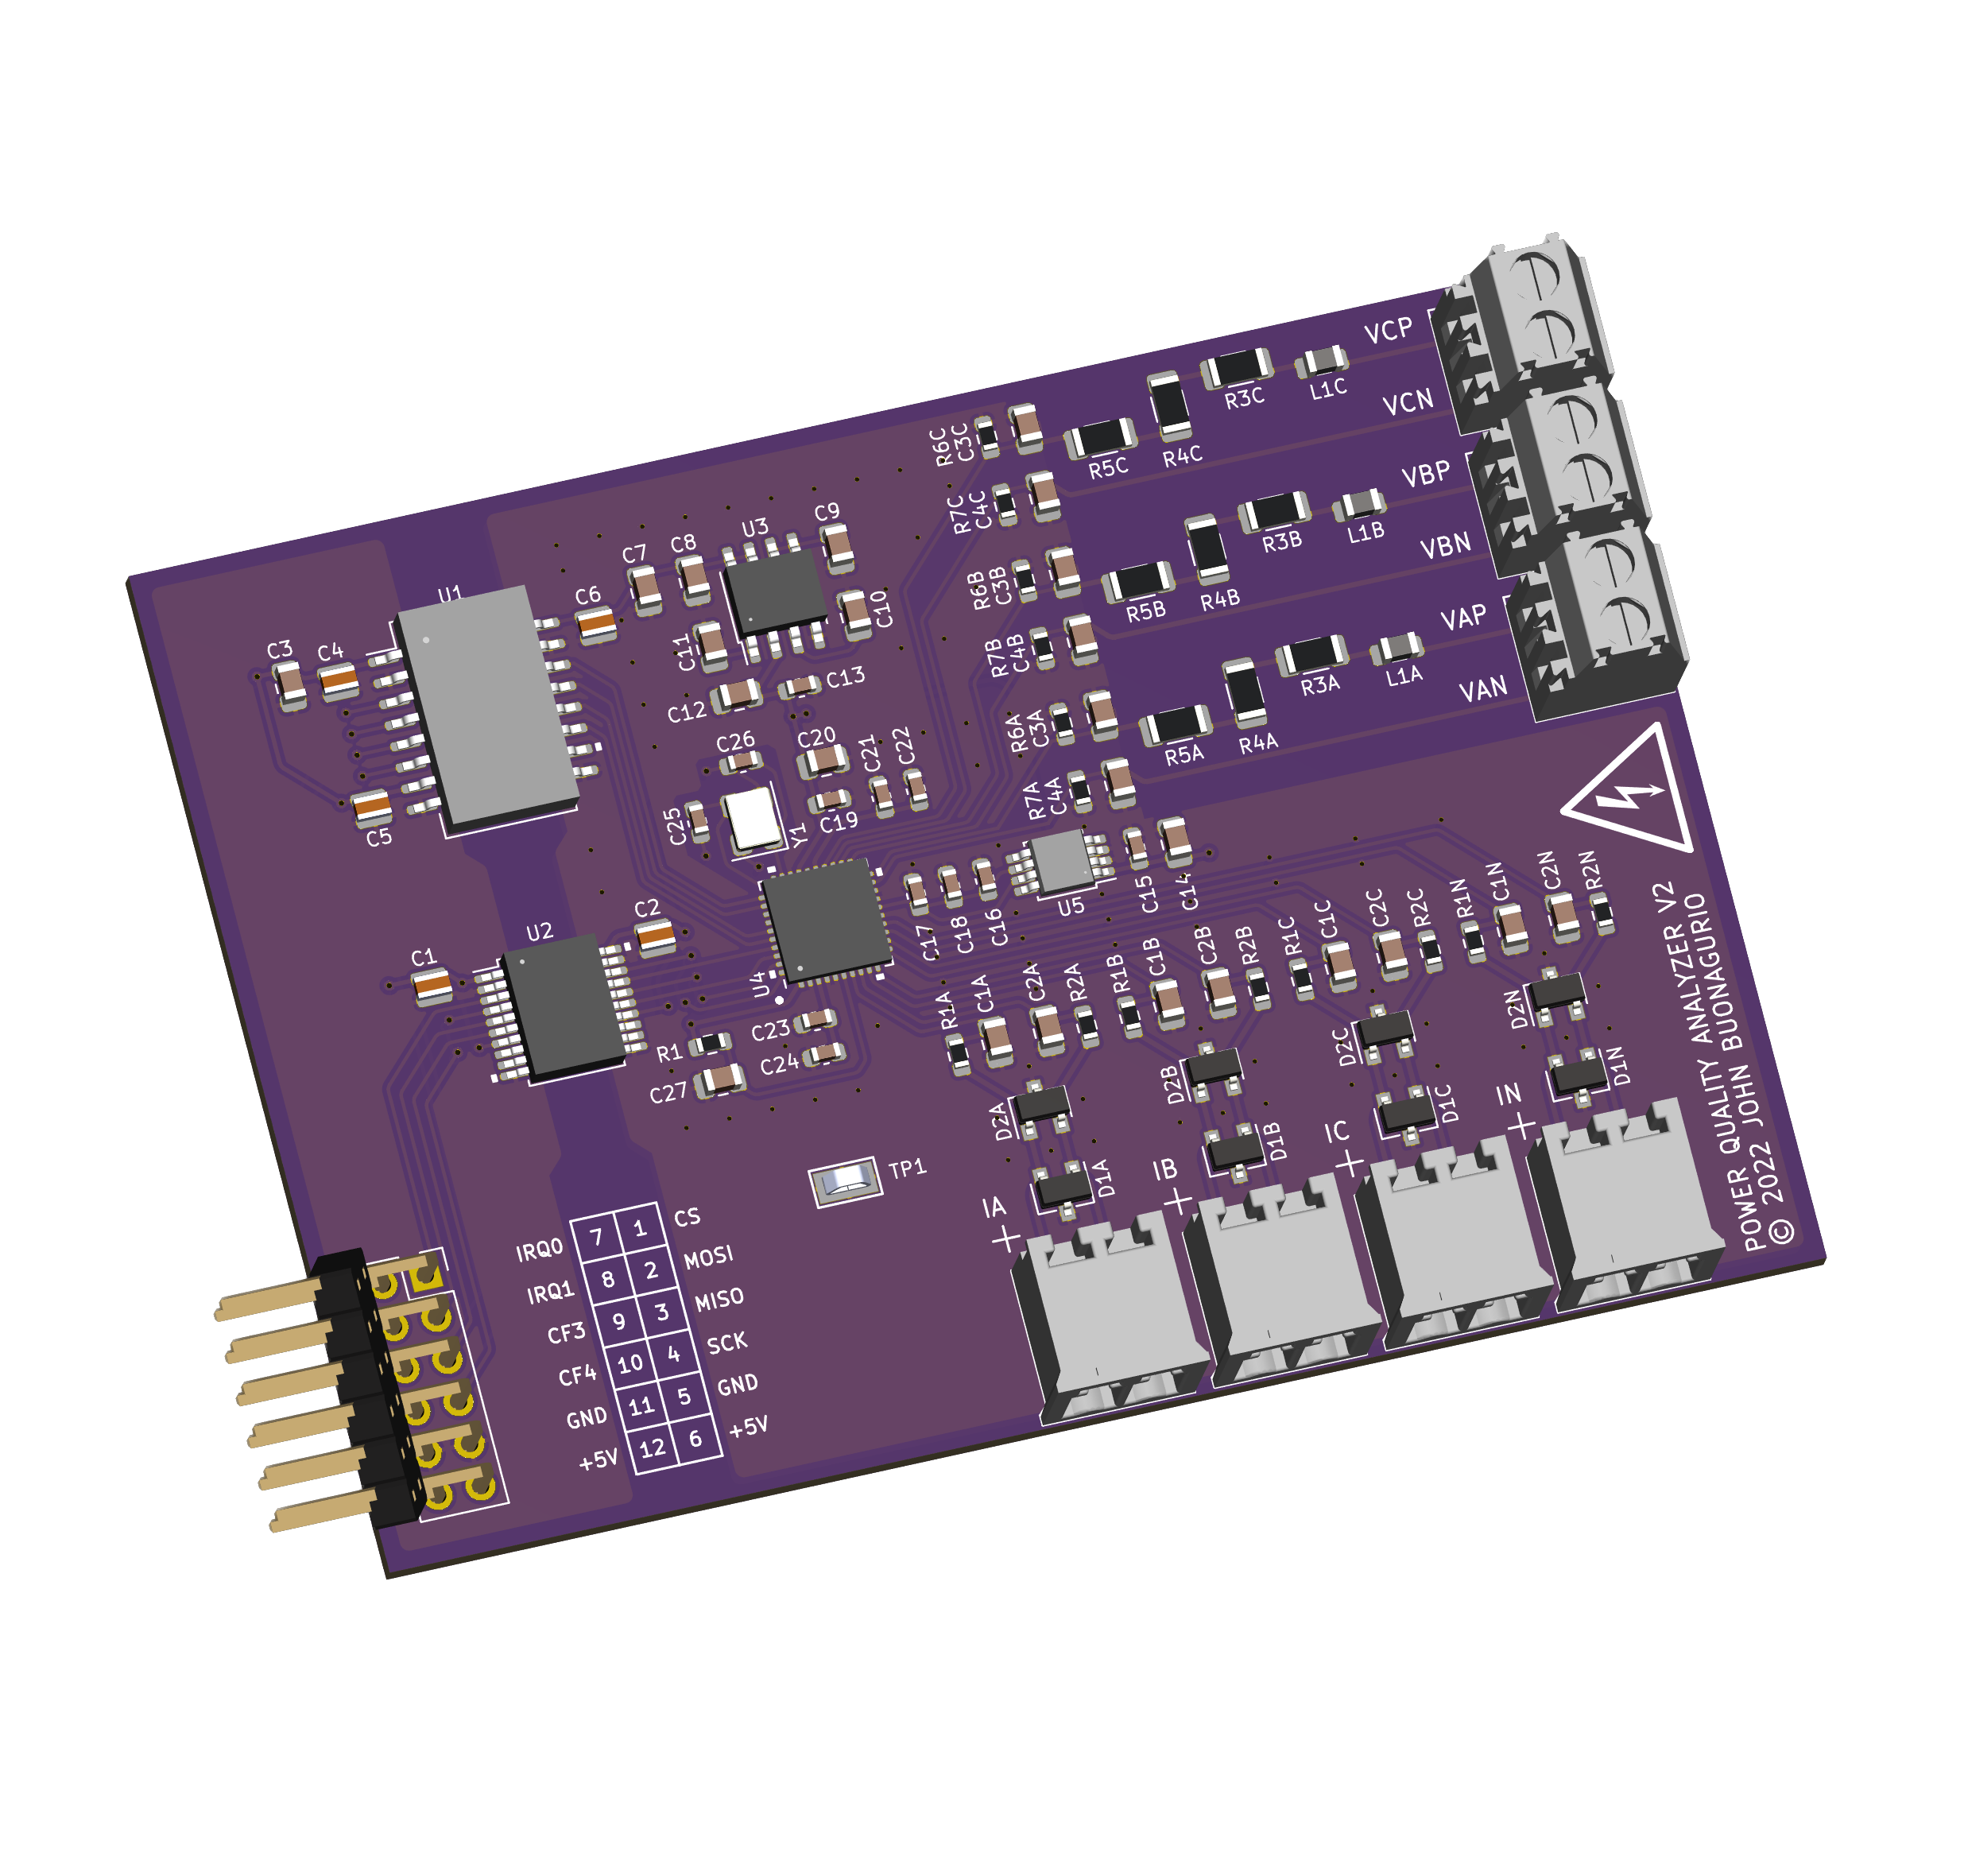 VCP
L1C
R3C
VCN
R4C
R5C
R6C
C3C
VBP
L1B
R3B
R7C
C4C
VBN
R4B
R5B
R6B
C3B
VAP
L1A
R3A
R7B
C4B
VAN
R4A
R5A
R6A
C3A
R7A
C4A
U3
C9
C8
C7
C6
C10
C11
C13
C12
U1
C4
C3
C5
C26
C20
C21
C22
C25
Y1
C19
U5
C15
C14
C17
C18
C16
U2
C2
C1
U4
C23
C24
R1
C27
R1A
C1A
C2A
R2A
R1B
C1B
C2B
R2B
R1C
C1C
C2C
R2C
R1N
C1N
C2N
R2N
D2A
D1A
D2B
D1B
D2C
D1C
D2N
D1N
IA
+
IB
+
IC
+
IN
+
TP1
POWER QUALITY ANALYZER V2
© 2022 JOHN BUONAGURIO
IRQ0 7 1 CS
IRQ1 8 2 MOSI
CF3 9 3 MISO
CF4 10 4 SCK
GND 11 5 GND
+5V 12 6 +5V